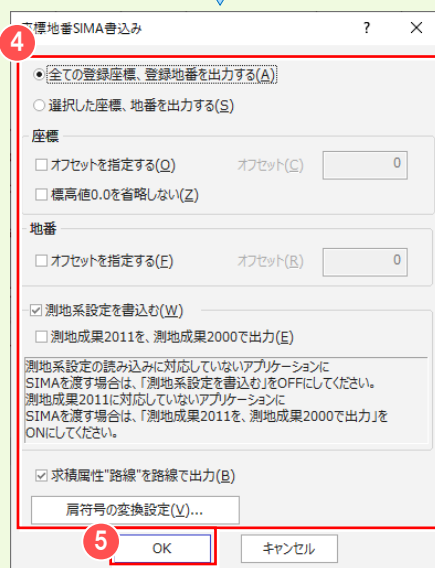 座標地番SIMA書込み ? ×
4
全ての登録座標、登録地番を出力する(A)
選択した座標、地番を出力する(S)
座標
オフセットを指定する(O) オフセット(C) 0
標高値0.0を省略しない(Z)
地番
オフセットを指定する(F) オフセット(R) 0
測地系設定を書込む(W)
測地成果2011を、測地成果2000で出力(E)
測地系設定の読み込みに対応していないアプリケーションに
SIMAを渡す場合は、「測地系設定を書込む」をOFFにしてください。
測地成果2011に対応していないアプリケーションに
SIMAを渡す場合は、「測地成果2011を、測地成果2000で出力」を
ONにしてください。
求積属性"路線"を路線で出力(B)
肩符号の変換設定(V)...
5
OK キャンセル